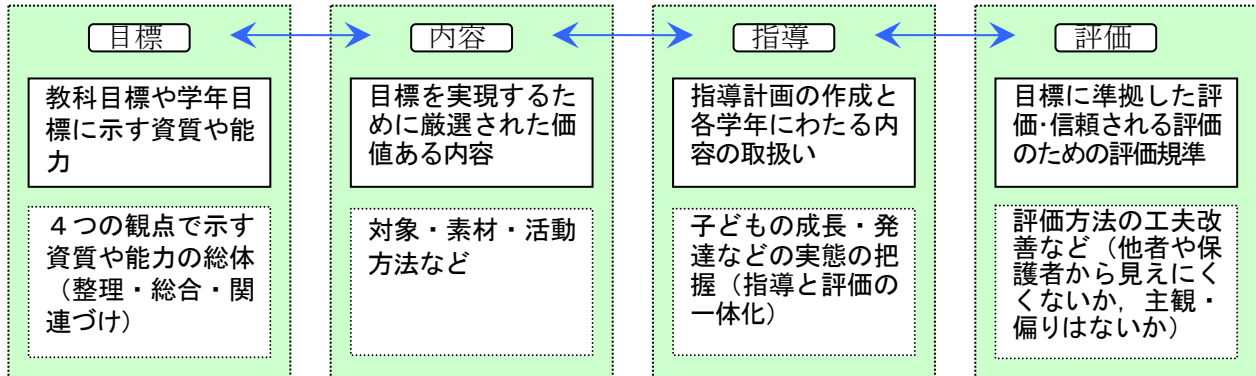 目標
教科目標や学年目
標に示す資質や能
力
４つの観点で示す
資質や能力の総体
（整理・総合・関
連づけ）
内容
目標を実現するた
めに厳選された価
値ある内容
対象・素材・活動
方法など
指導
指導計画の作成と
各学年にわたる内
容の取扱い
子どもの成長・発
達などの実態の把
握（指導と評価の
一体化）
評価
目標に準拠した評
価･信頼される評価
のための評価規準
評価方法の工夫改
善など（他者や保
護者から見えにく
くないか，主観・
偏りはないか）